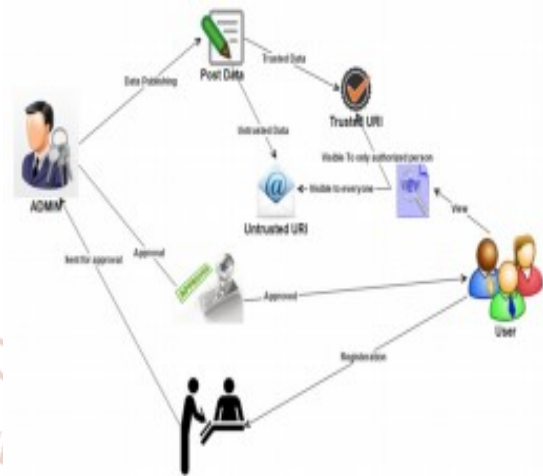 Data Publishing
Post Data
Trusted Data
Trusted URI
Untrusted Data
Visible To only authorized person
Visible to everyone
Untrusted URI
View
ADMIN
Sent for approval
Approval
Approved
User
Registeration